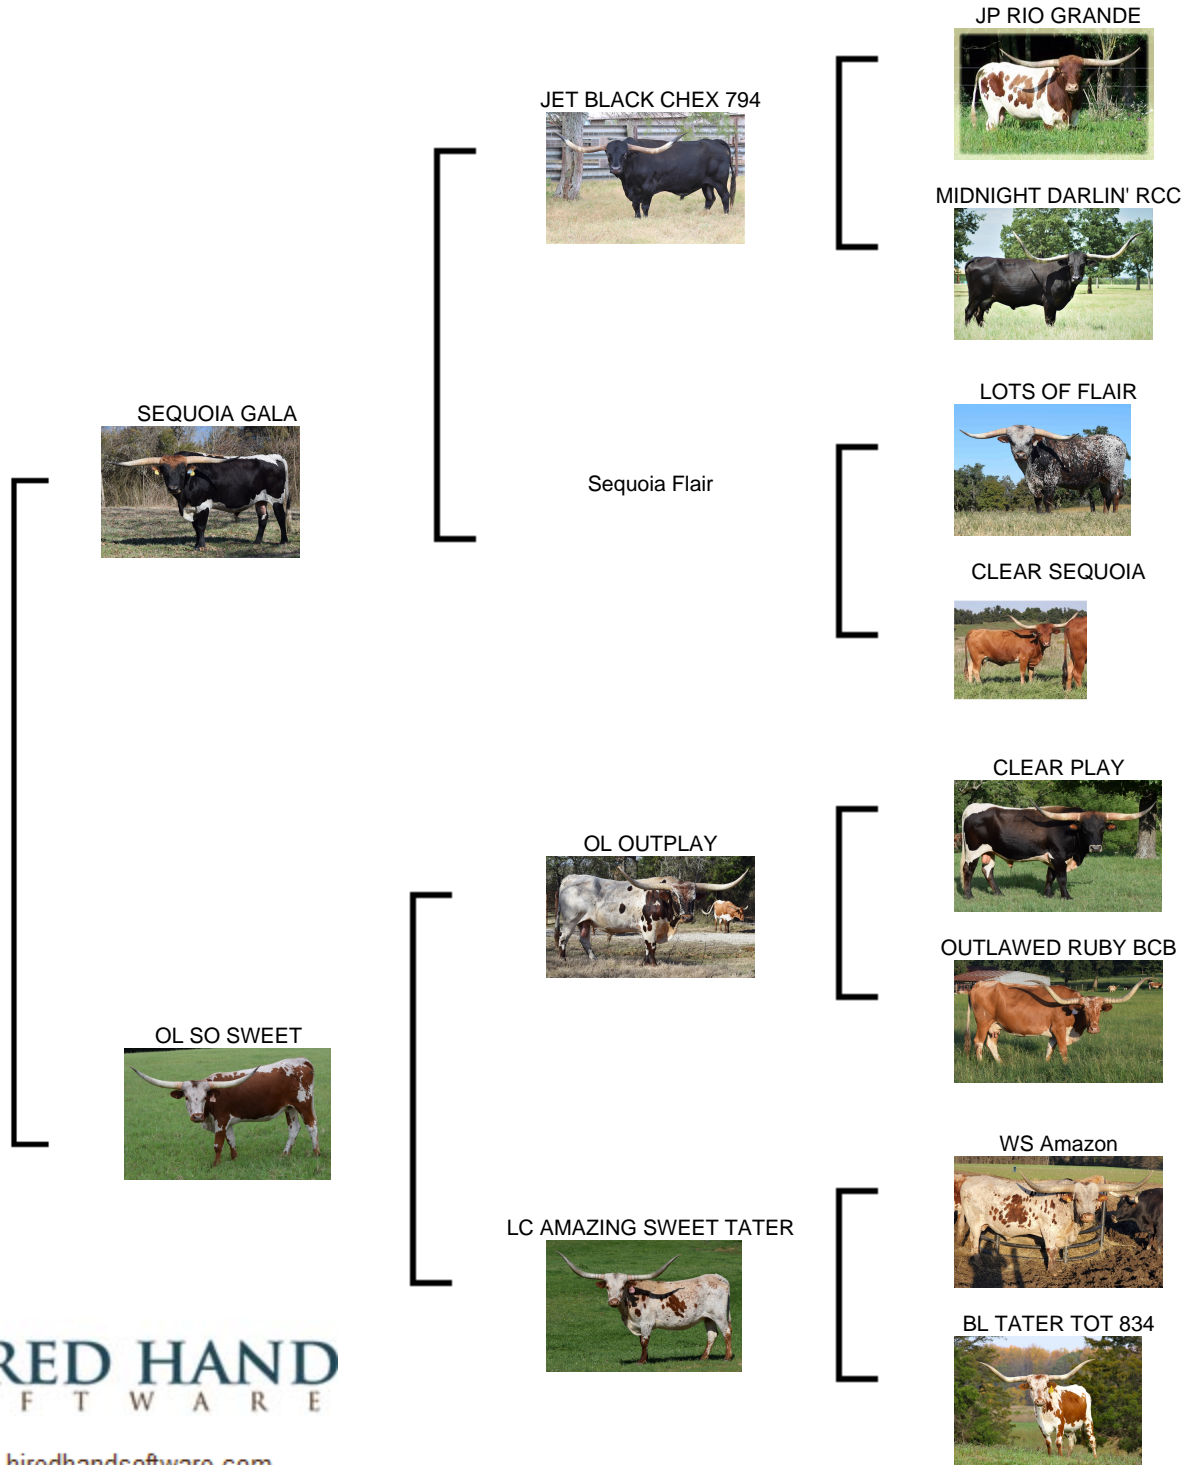 JP RIO GRANDE
JET BLACK CHEX 794
MIDNIGHT DARLIN' RCC
LOTS OF FLAIR
SEQUOIA GALA
Sequoia Flair
CLEAR SEQUOIA
CLEAR PLAY
OL OUTPLAY
OUTLAWED RUBY BCB
OL SO SWEET
WS Amazon
LC AMAZING SWEET TATER
BL TATER TOT 834
RED HAND
F T W A R E
hiredhandsoftware.com